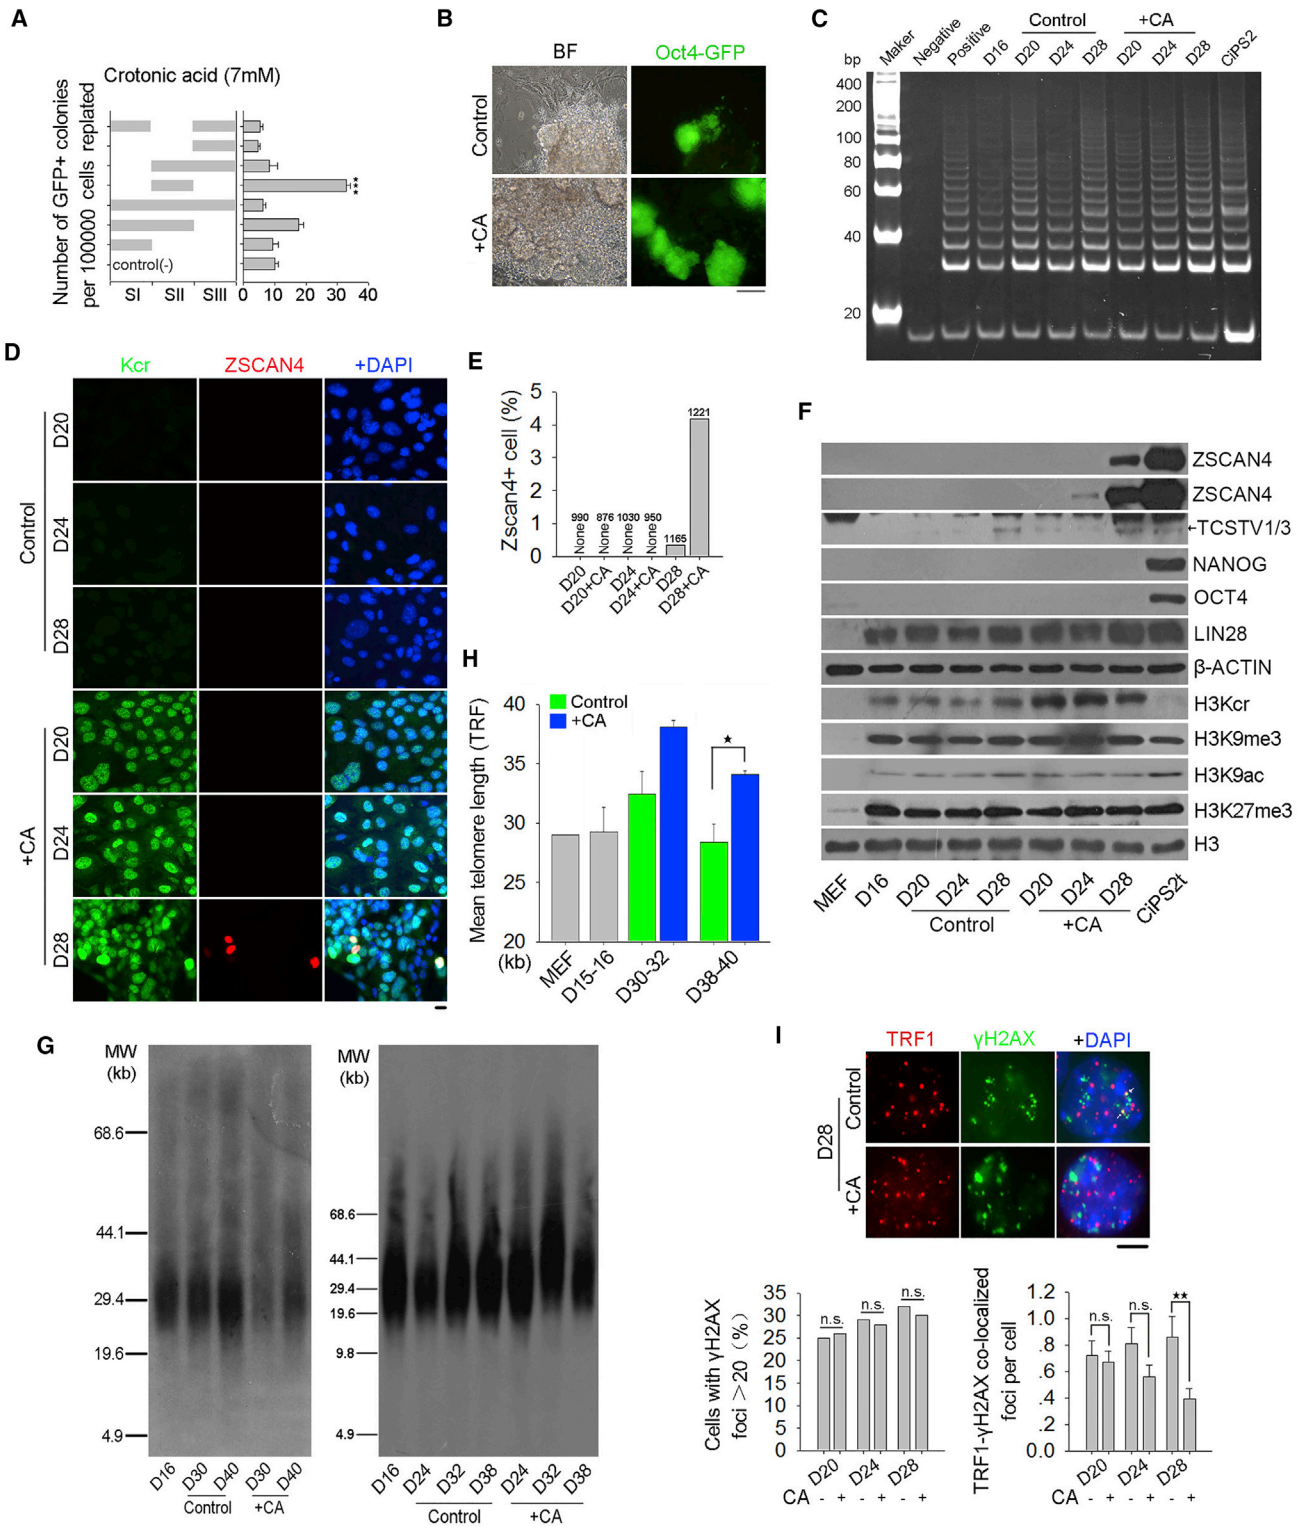 A
Crotonic acid (7mM)
Number of GFP+ colonies
per 100000 cells replated
control(-)
SI SII SIII 0 10 20 30 40
★★★
B
BF Oct4-GFP
Control
+CA
C
Control +CA
bp Maker Negative Positive D16 D20 D24 D28 D20 D24 D28 CiPS2
400
200
100
80
60
40
20
D
Kcr ZSCAN4 +DAPI
Control
D20
D24
D28
+CA
D20
D24
D28
E
Zscan4+ cell (%)
5
4
3
2
1
0
990 876 1030 950 1165 1221
None None None None
D20 D20+CA D24 D24+CA D28 D28+CA
F
ZSCAN4
ZSCAN4
←TCSTV1/3
NANOG
OCT4
LIN28
β-ACTIN
H3Kcr
H3K9me3
H3K9ac
H3K27me3
H3
MEF D16 D20 D24 D28 D20 D24 D28 CiPS2t
Control +CA
H
Mean telomere length (TRF)
(kb)
40
35
30
25
20
Control
+CA
★
MEF D15-16 D30-32 D38-40
G
MW
(kb)
68.6
44.1
29.4
19.6
4.9
D16 D30 D40 D30 D40
Control +CA
MW
(kb)
68.6
44.1
29.4
19.6
9.8
4.9
D16 D24 D32 D38 D24 D32 D38
Control +CA
I
TRF1 γH2AX +DAPI
D28
Control
+CA
Cells with γH2AX
foci >20 (%)
35
30
25
20
15
10
5
0
n.s. n.s. n.s.
D20 D24 D28
CA - + - + - +
TRF1-γH2AX co-localized
foci per cell
1.2
1.0
.8
.6
.4
.2
0.0
n.s. n.s. ★★
D20 D24 D28
CA - + - + - +